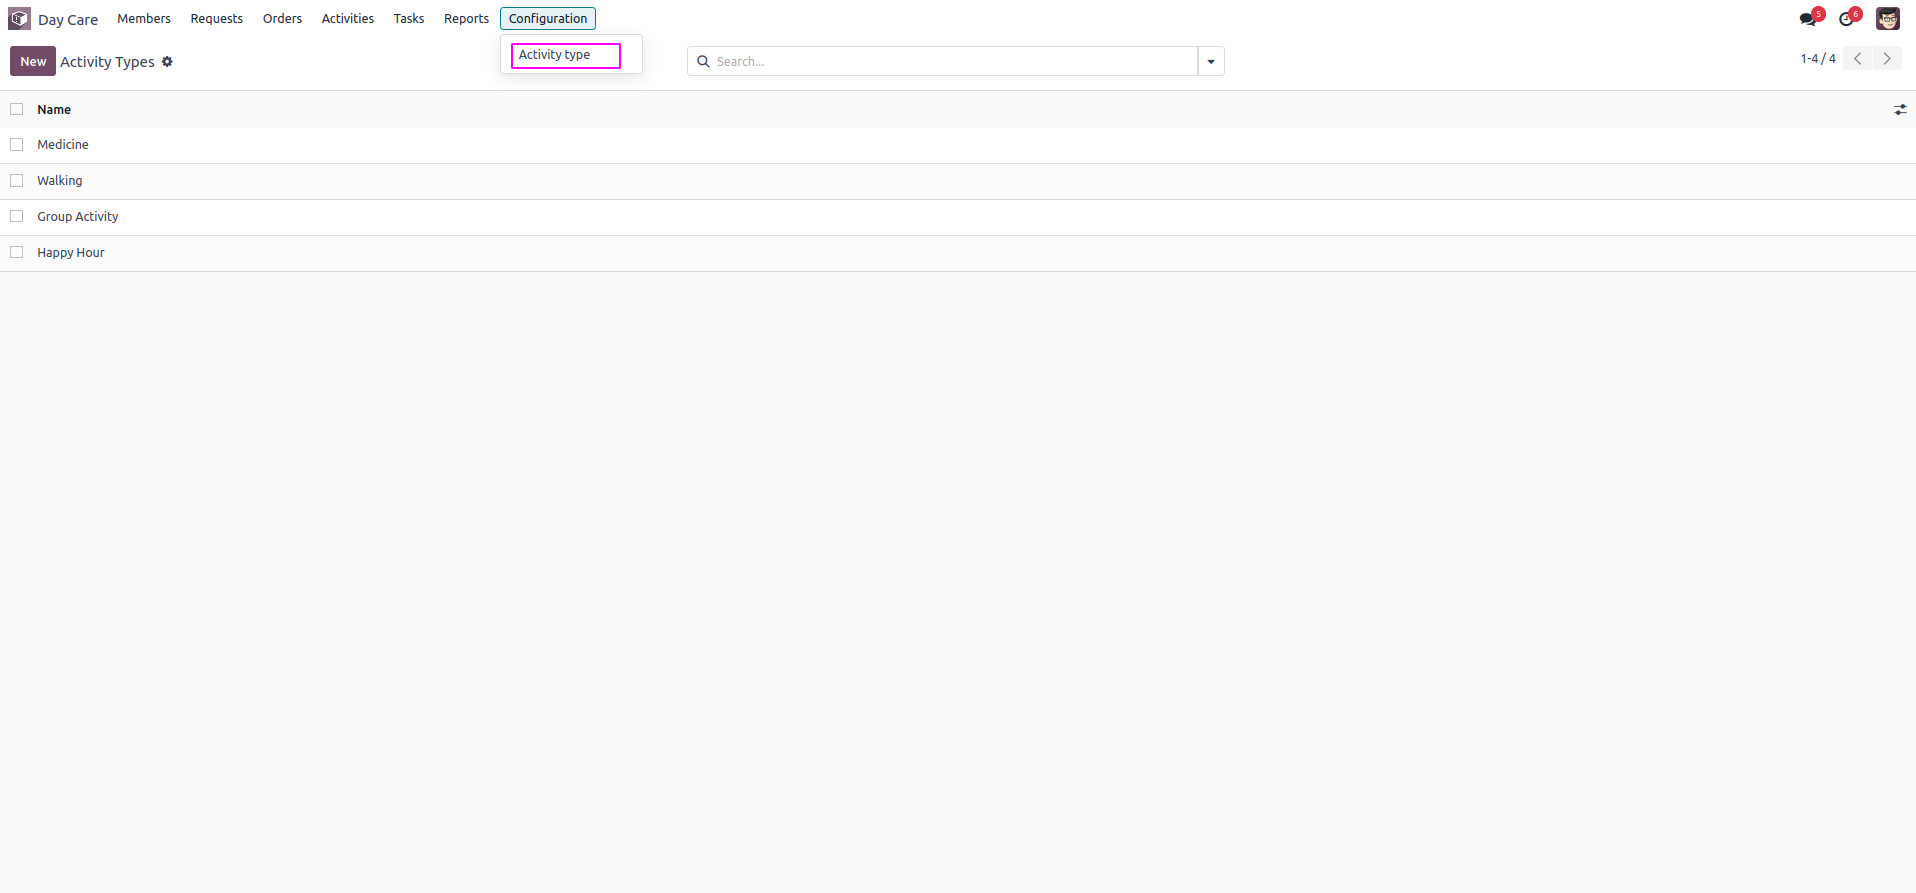 Day Care Members Requests Orders Activities Tasks Reports Configuration 5 6
New Activity Types Activity type Search... 1-4 / 4
Name
Medicine
Walking
Group Activity
Happy Hour